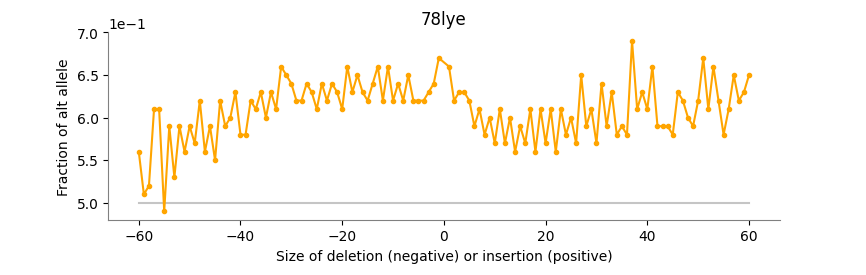 78lye
1e−1
7.0
6.5
6.0
5.5
5.0
Fraction of alt allele
−60 −40 −20 0 20 40 60
Size of deletion (negative) or insertion (positive)